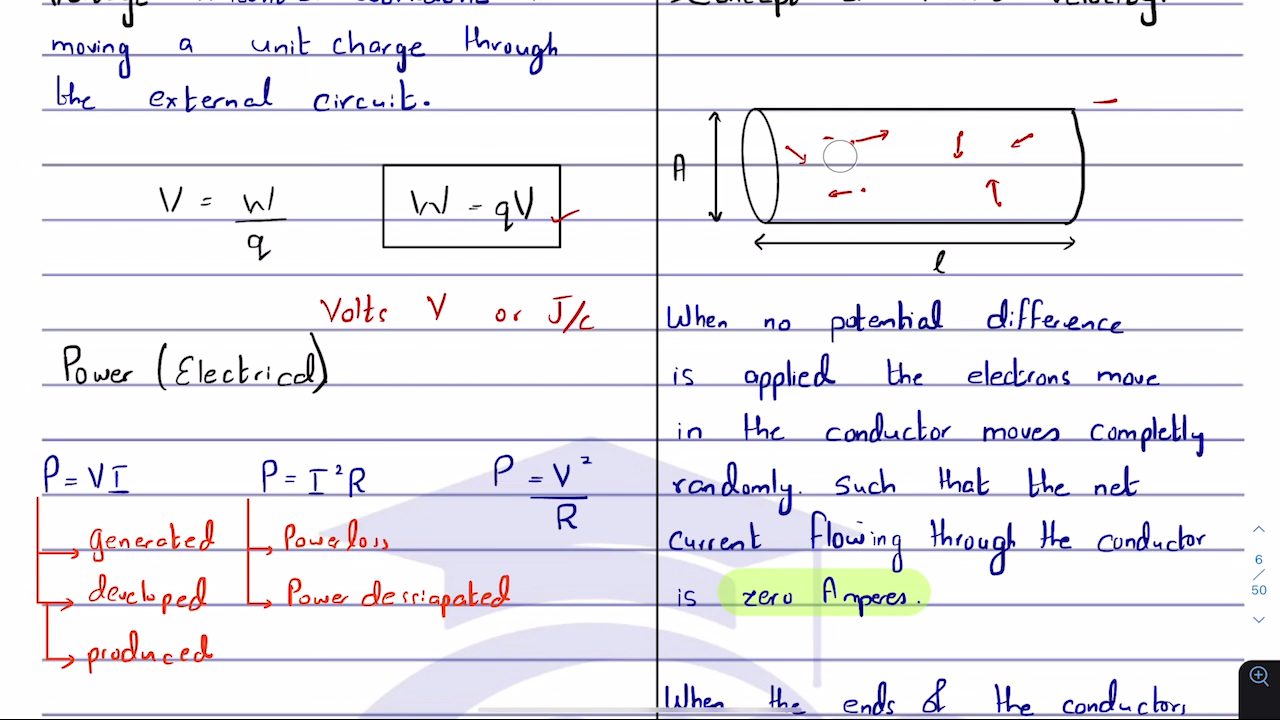 moving a unit charge through
the external circuit.
V = W/q
W = qV
Volts V or J/c
Power (Electrical)
P = VI
generated
developed
produced
P = I²R
Powerloss
Power dessiapated
P = V²/R
velocity.
A
l
When no potential difference
is applied the electrons move
in the conductor moves completly
randomly. Such that the net
current flowing through the conductor
is zero Amperes.
When the ends of the conductors
6
/
50